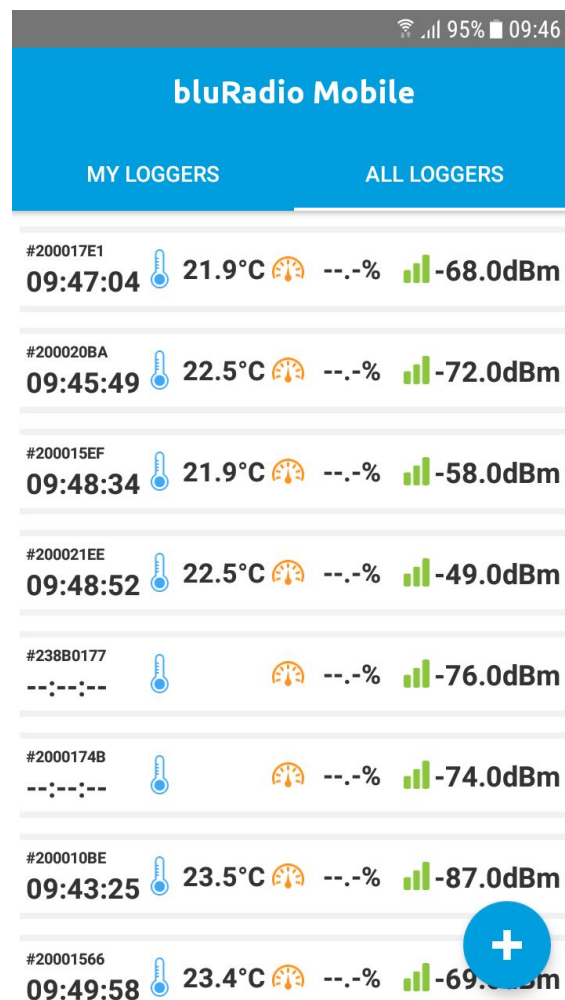 95% 09:46
bluRadio Mobile
MY LOGGERS ALL LOGGERS
#200017E1
09:47:04 21.9°C --.-% -68.0dBm
#200020BA
09:45:49 22.5°C --.-% -72.0dBm
#200015EF
09:48:34 21.9°C --.-% -58.0dBm
#200021EE
09:48:52 22.5°C --.-% -49.0dBm
#238B0177
--:--:-- --.-% -76.0dBm
#2000174B
--:--:-- --.-% -74.0dBm
#200010BE
09:43:25 23.5°C --.-% -87.0dBm
#20001566
09:49:58 23.4°C --.-%